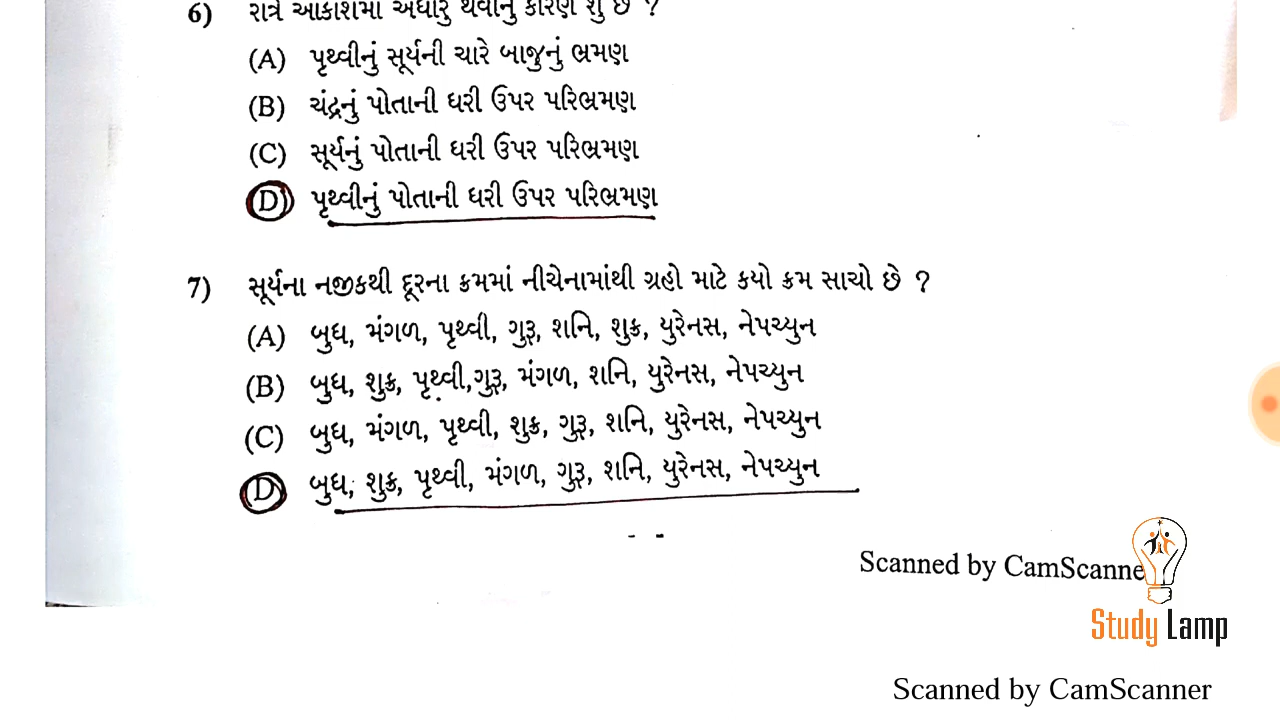 6) રાત્રે આકાશમાં અંધારુ થવાનું કારણ શું છે ?
(A) પૃથ્વીનું સૂર્યની ચારે બાજુનું ભ્રમણ
(B) ચંદ્રનું પોતાની ધરી ઉપર પરિભ્રમણ
(C) સૂર્યનું પોતાની ધરી ઉપર પરિભ્રમણ
(D) પૃથ્વીનું પોતાની ધરી ઉપર પરિભ્રમણ
7) સૂર્યના નજીકથી દૂરના ક્રમમાં નીચેનામાંથી ગ્રહો માટે કયો ક્રમ સાચો છે ?
(A) બુધ, મંગળ, પૃથ્વી, ગુરૂ, શનિ, શુક્ર, યુરેનસ, નેપચ્યુન
(B) બુધ, શુક્ર, પૃથ્વી,ગુરૂ, મંગળ, શનિ, યુરેનસ, નેપચ્યુન
(C) બુધ, મંગળ, પૃથ્વી, શુક્ર, ગુરૂ, શનિ, યુરેનસ, નેપચ્યુન
(D) બુધ, શુક્ર, પૃથ્વી, મંગળ, ગુરૂ, શનિ, યુરેનસ, નેપચ્યુન
Scanned by CamScanne
Study Lamp
Scanned by CamScanner